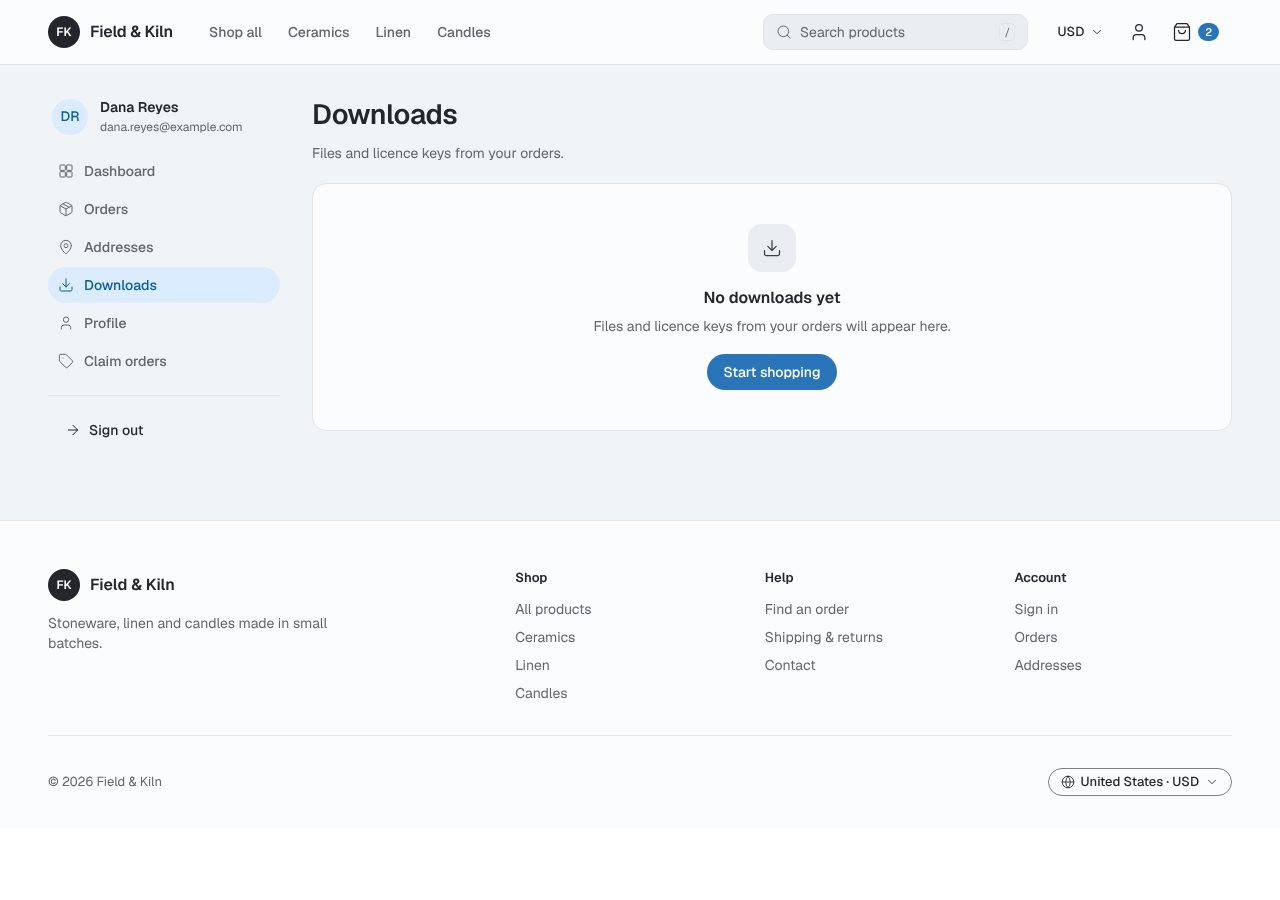 FK Field & Kiln Shop all Ceramics Linen Candles Search products / USD 2
DR Dana Reyes
dana.reyes@example.com
Dashboard
Orders
Addresses
Downloads
Profile
Claim orders
Sign out
Downloads
Files and licence keys from your orders.
No downloads yet
Files and licence keys from your orders will appear here.
Start shopping
FK Field & Kiln
Stoneware, linen and candles made in small
batches.
Shop
All products
Ceramics
Linen
Candles
Help
Find an order
Shipping & returns
Contact
Account
Sign in
Orders
Addresses
© 2026 Field & Kiln
United States · USD